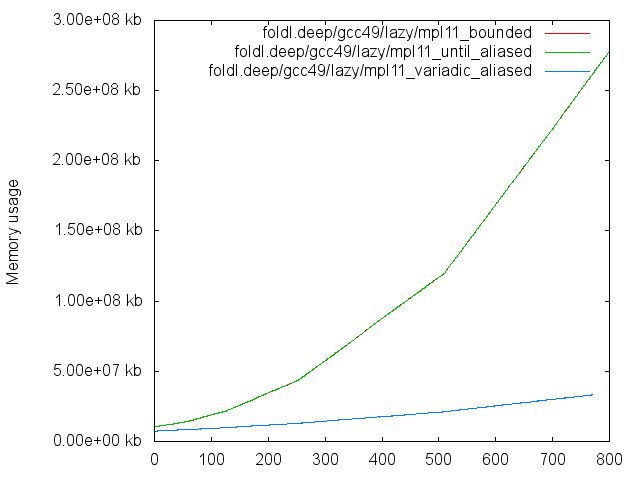 3.00e+08 kb
2.50e+08 kb
2.00e+08 kb
1.50e+08 kb
1.00e+08 kb
5.00e+07 kb
0.00e+00 kb
Memory usage
foldl.deep/gcc49/lazy/mpl11_bounded
foldl.deep/gcc49/lazy/mpl11_until_aliased
foldl.deep/gcc49/lazy/mpl11_variadic_aliased
0 100 200 300 400 500 600 700 800